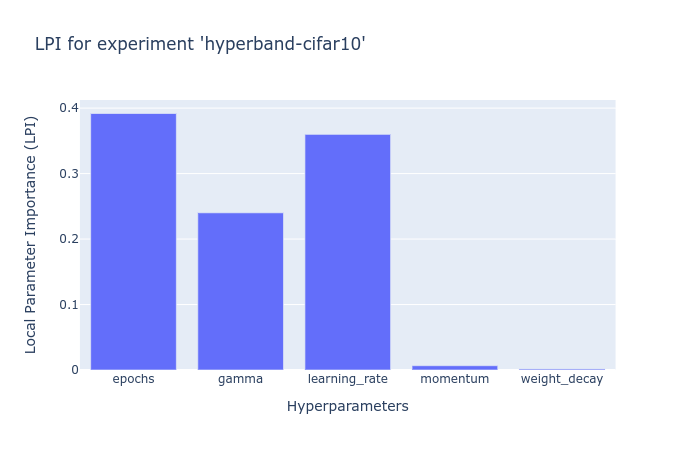 LPI for experiment 'hyperband-cifar10'
Local Parameter Importance (LPI)
0.4
0.3
0.2
0.1
0
epochs gamma learning_rate momentum weight_decay
Hyperparameters